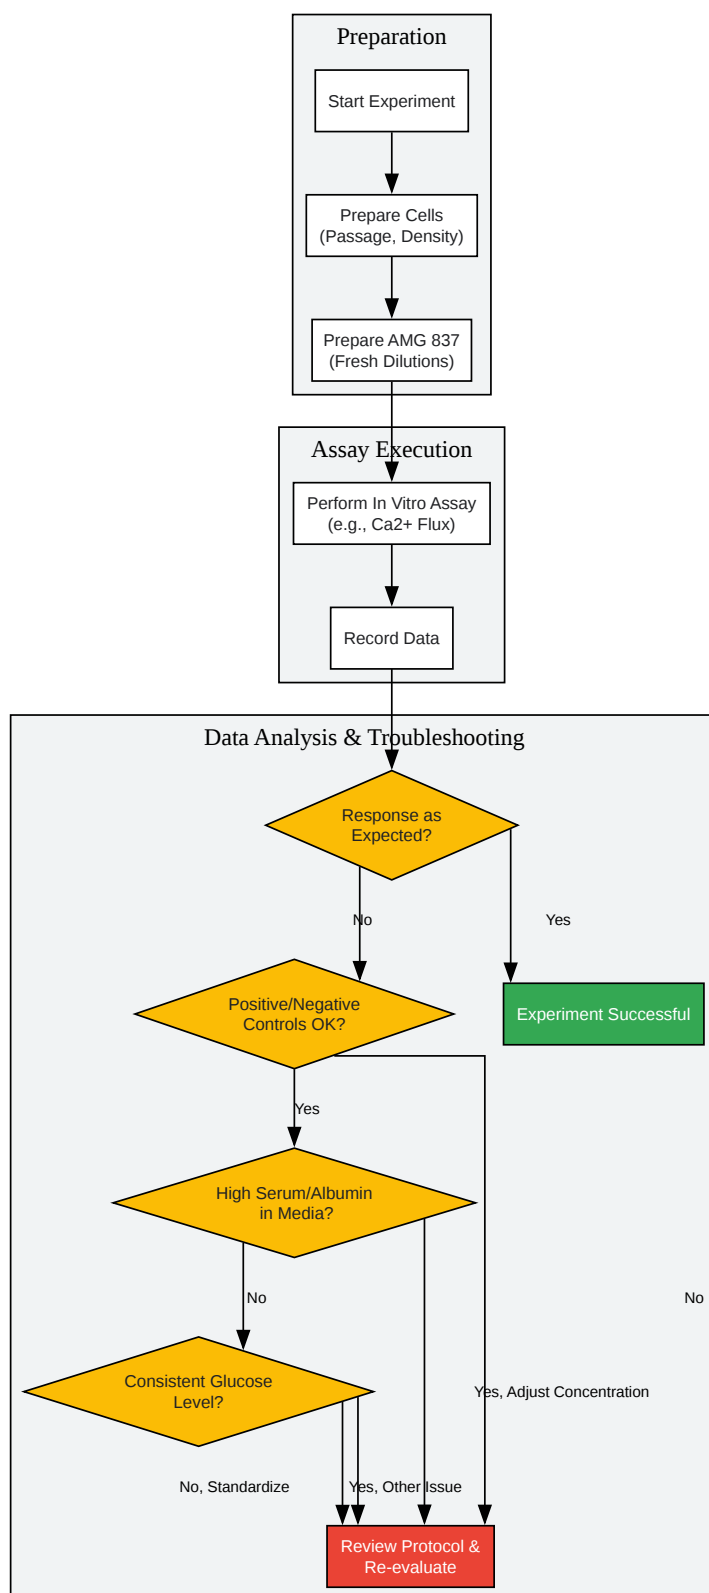 Preparation
Start Experiment
Prepare Cells
(Passage, Density)
Prepare AMG 837
(Fresh Dilutions)
Assay Execution
Perform In Vitro Assay
(e.g., Ca2+ Flux)
Record Data
Data Analysis & Troubleshooting
Response as
Expected?
No
Yes
Positive/Negative
Controls OK?
Experiment Successful
Yes
High Serum/Albumin
in Media?
No
No
Consistent Glucose
Level?
Yes, Adjust Concentration
No, Standardize
Yes, Other Issue
Review Protocol &
Re-evaluate